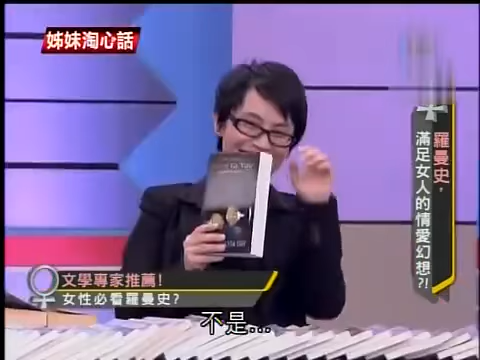 姊妹淘心話
羅曼史,
滿足女人的情愛幻想?!
文學專家推薦!
女性必看羅曼史?
不是...